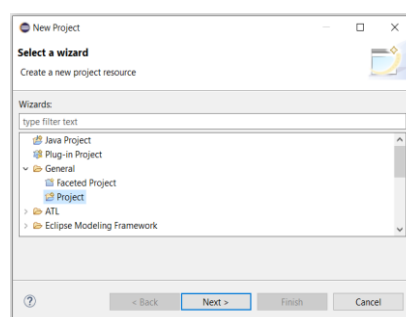 New Project
Select a wizard
Create a new project resource
Wizards:
type filter text
Java Project
Plug-in Project
General
Faceted Project
Project
ATL
Eclipse Modeling Framework
< Back Next > Finish Cancel